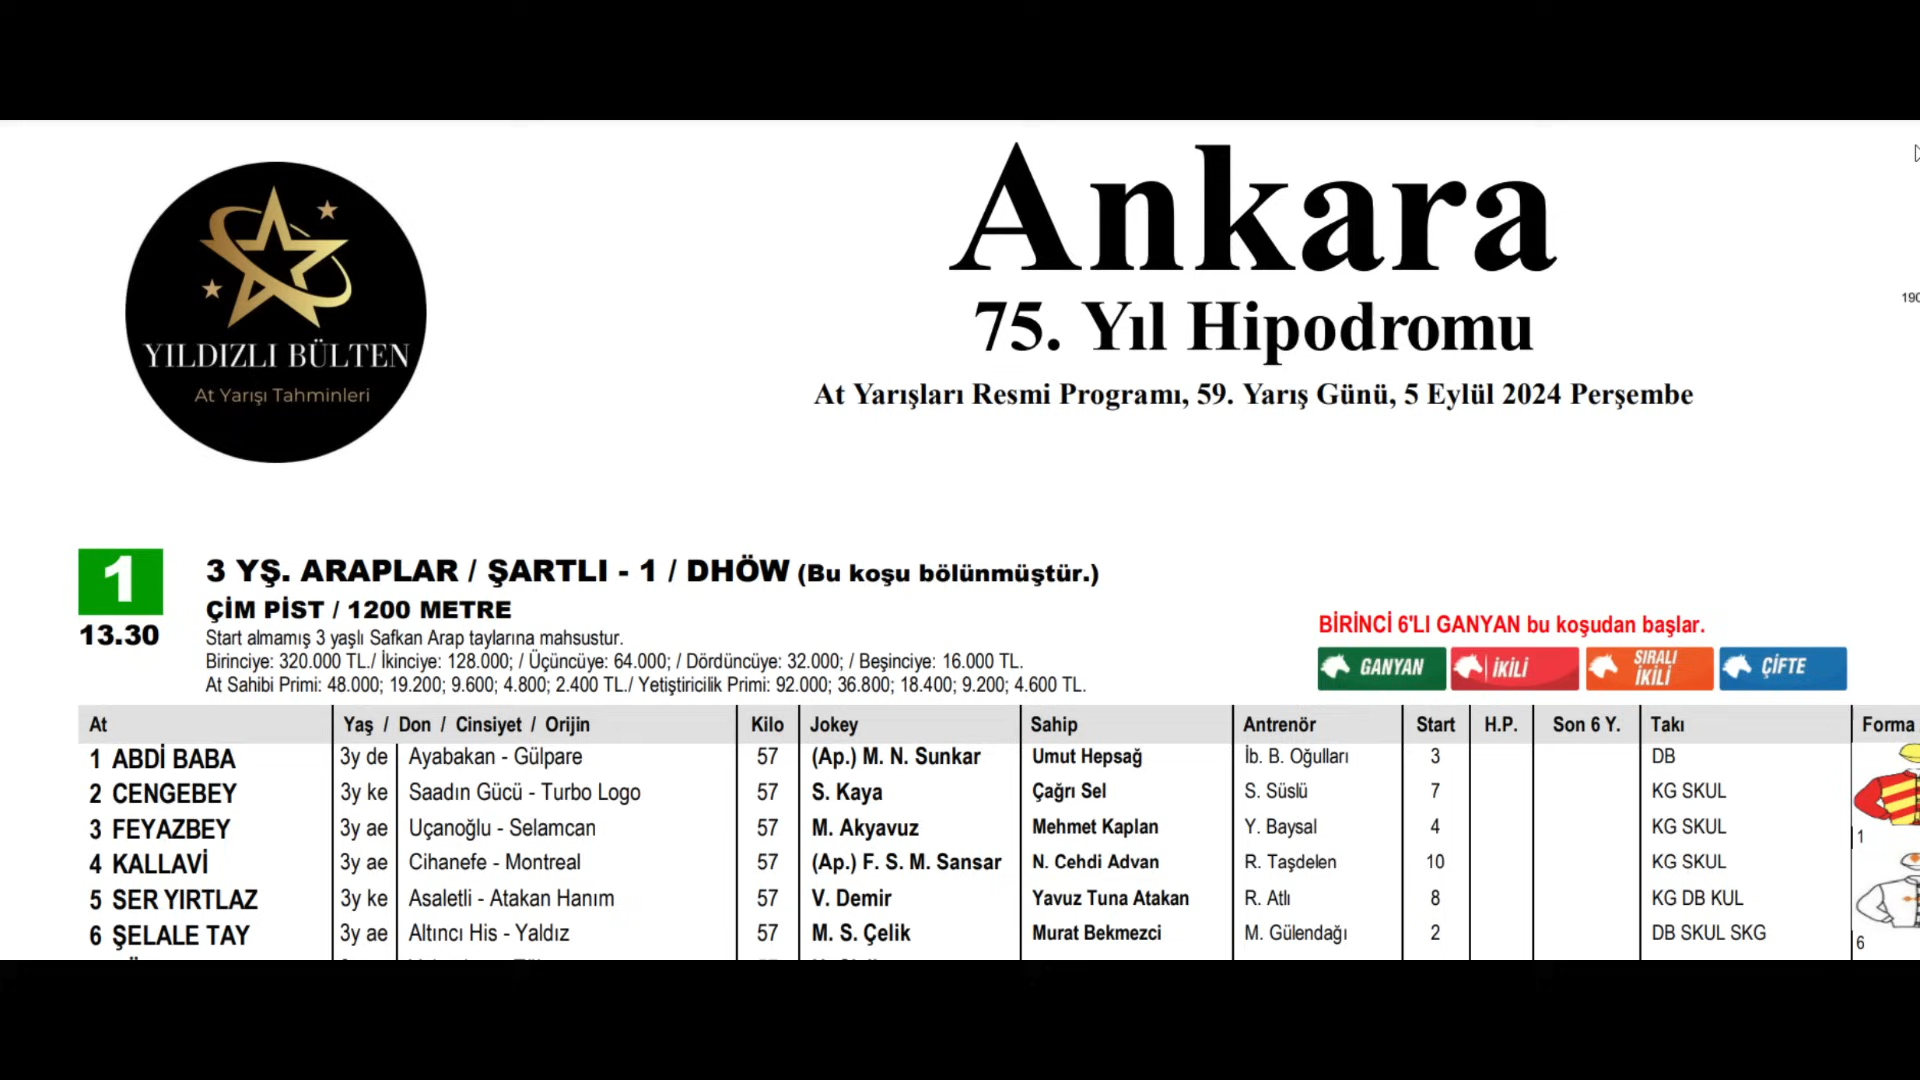 YILDIZLI BÜLTEN
At Yarışı Tahminleri
Ankara
75. Yıl Hipodromu
At Yarışları Resmi Programı, 59. Yarış Günü, 5 Eylül 2024 Perşembe
190
1
13.30
3 YŞ. ARAPLAR / ŞARTLI - 1 / DHÖW (Bu koşu bölünmüştür.)
ÇİM PİST / 1200 METRE
Start almamış 3 yaşlı Safkan Arap taylarına mahsustur.
Birinciye: 320.000 TL./ İkinciye: 128.000; / Üçüncüye: 64.000; / Dördüncüye: 32.000; / Beşinciye: 16.000 TL.
At Sahibi Primi: 48.000; 19.200; 9.600; 4.800; 2.400 TL./ Yetiştiricilik Primi: 92.000; 36.800; 18.400; 9.200; 4.600 TL.
BİRİNCİ 6'LI GANYAN bu koşudan başlar.
GANYAN İKİLİ SIRALI İKİLİ ÇİFTE
At Yaş / Don / Cinsiyet / Orijin Kilo Jokey Sahip Antrenör Start H.P. Son 6 Y. Takı Forma
1 ABDİ BABA 3y de Ayabakan - Gülpare 57 (Ap.) M. N. Sunkar Umut Hepsağ İb. B. Oğulları 3 DB
2 CENGEBEY 3y ke Saadın Gücü - Turbo Logo 57 S. Kaya Çağrı Sel S. Süslü 7 KG SKUL
3 FEYAZBEY 3y ae Uçanoğlu - Selamcan 57 M. Akyavuz Mehmet Kaplan Y. Baysal 4 KG SKUL 1
4 KALLAVİ 3y ae Cihanefe - Montreal 57 (Ap.) F. S. M. Sansar N. Cehdi Advan R. Taşdelen 10 KG SKUL
5 SER YIRTLAZ 3y ke Asaletli - Atakan Hanım 57 V. Demir Yavuz Tuna Atakan R. Atlı 8 KG DB KUL
6 ŞELALE TAY 3y ae Altıncı His - Yaldız 57 M. S. Çelik Murat Bekmezci M. Gülendağı 2 DB SKUL SKG 6